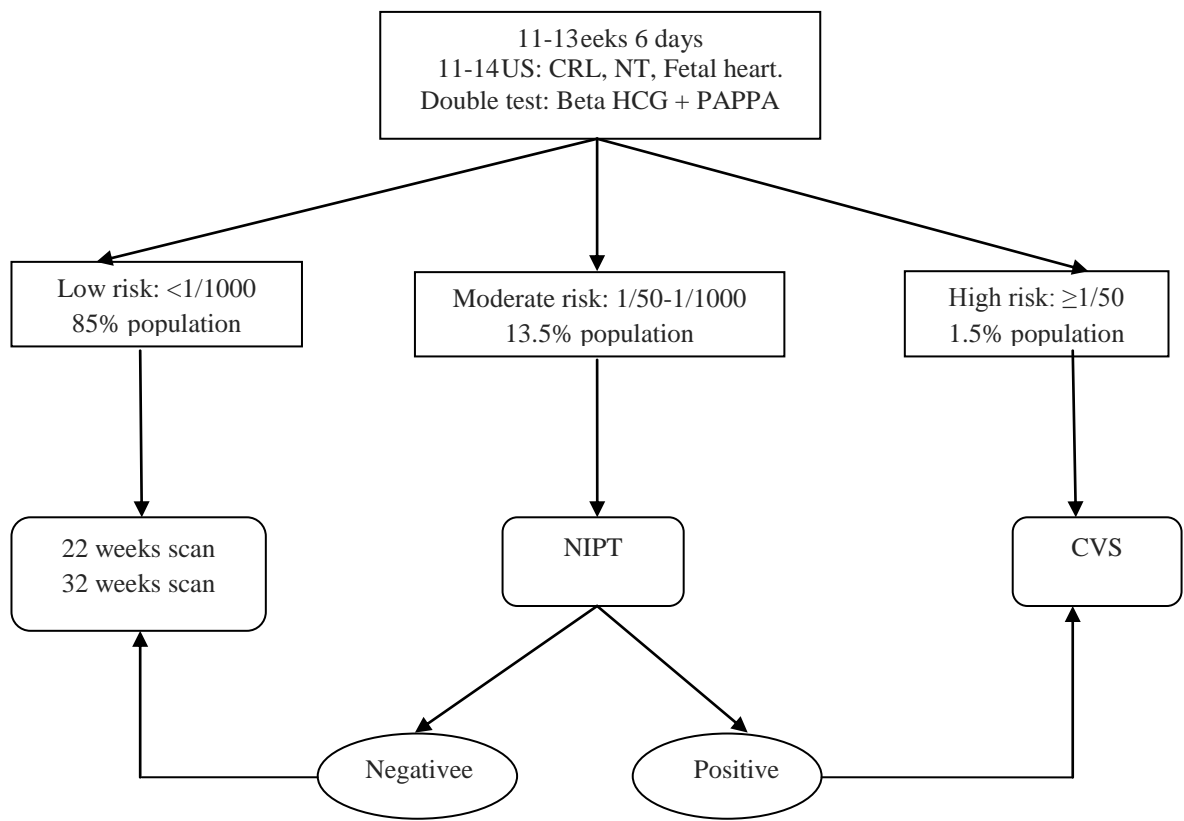 11-13eeks 6 days
11-14US: CRL, NT, Fetal heart.
Double test: Beta HCG + PAPPA
Low risk: <1/1000
85% population
Moderate risk: 1/50-1/1000
13.5% population
High risk: ≥1/50
1.5% population
22 weeks scan
32 weeks scan
NIPT
CVS
Negativee
Positive